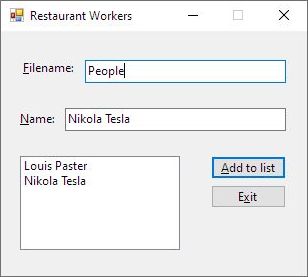 Restaurant Workers
Filename: People
Name: Nikola Tesla
Louis Paster
Nikola Tesla
Add to list
Exit